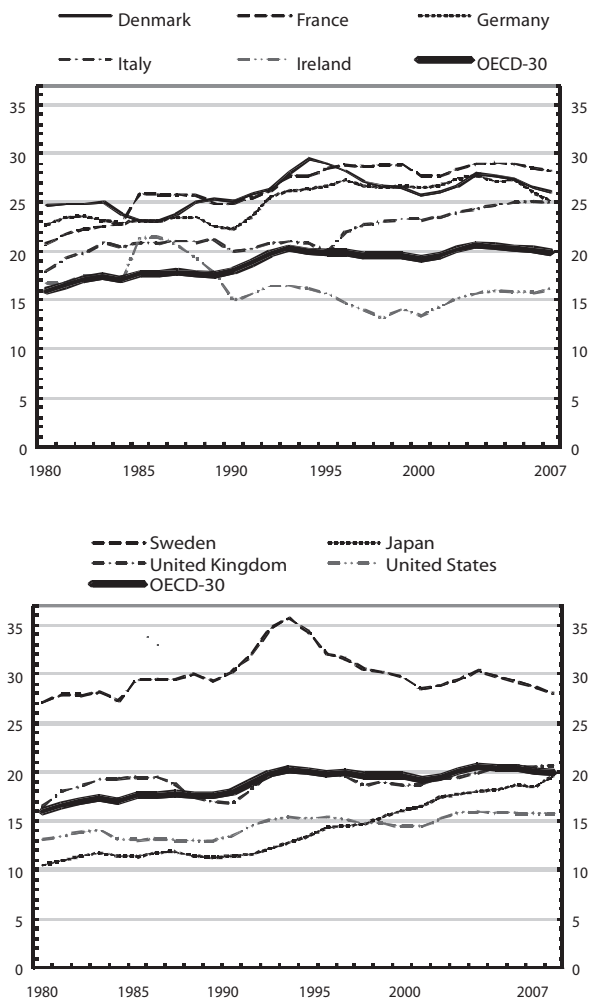 Denmark France Germany
Italy Ireland OECD-30
35 35
30 30
25 25
20 20
15 15
10 10
5 5
0 0
1980 1985 1990 1995 2000 2007
Sweden Japan
United Kingdom United States
OECD-30
35 35
30 30
25 25
20 20
15 15
10 10
5 5
0 0
1980 1985 1990 1995 2000 2007